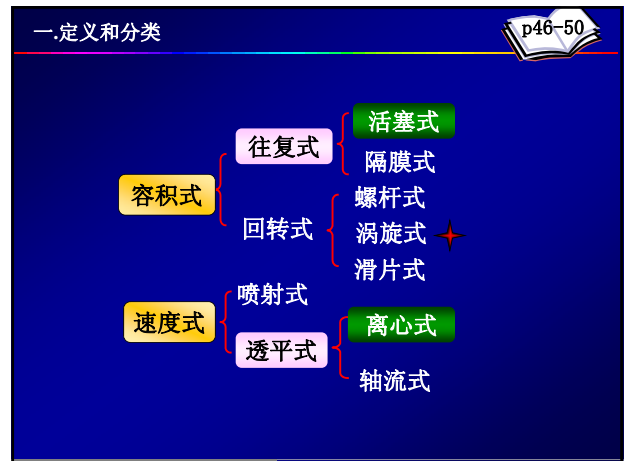 一.定义和分类
p46-50
活塞式
往复式
隔膜式
容积式
螺杆式
回转式
涡旋式
滑片式
喷射式
速度式
离心式
透平式
轴流式